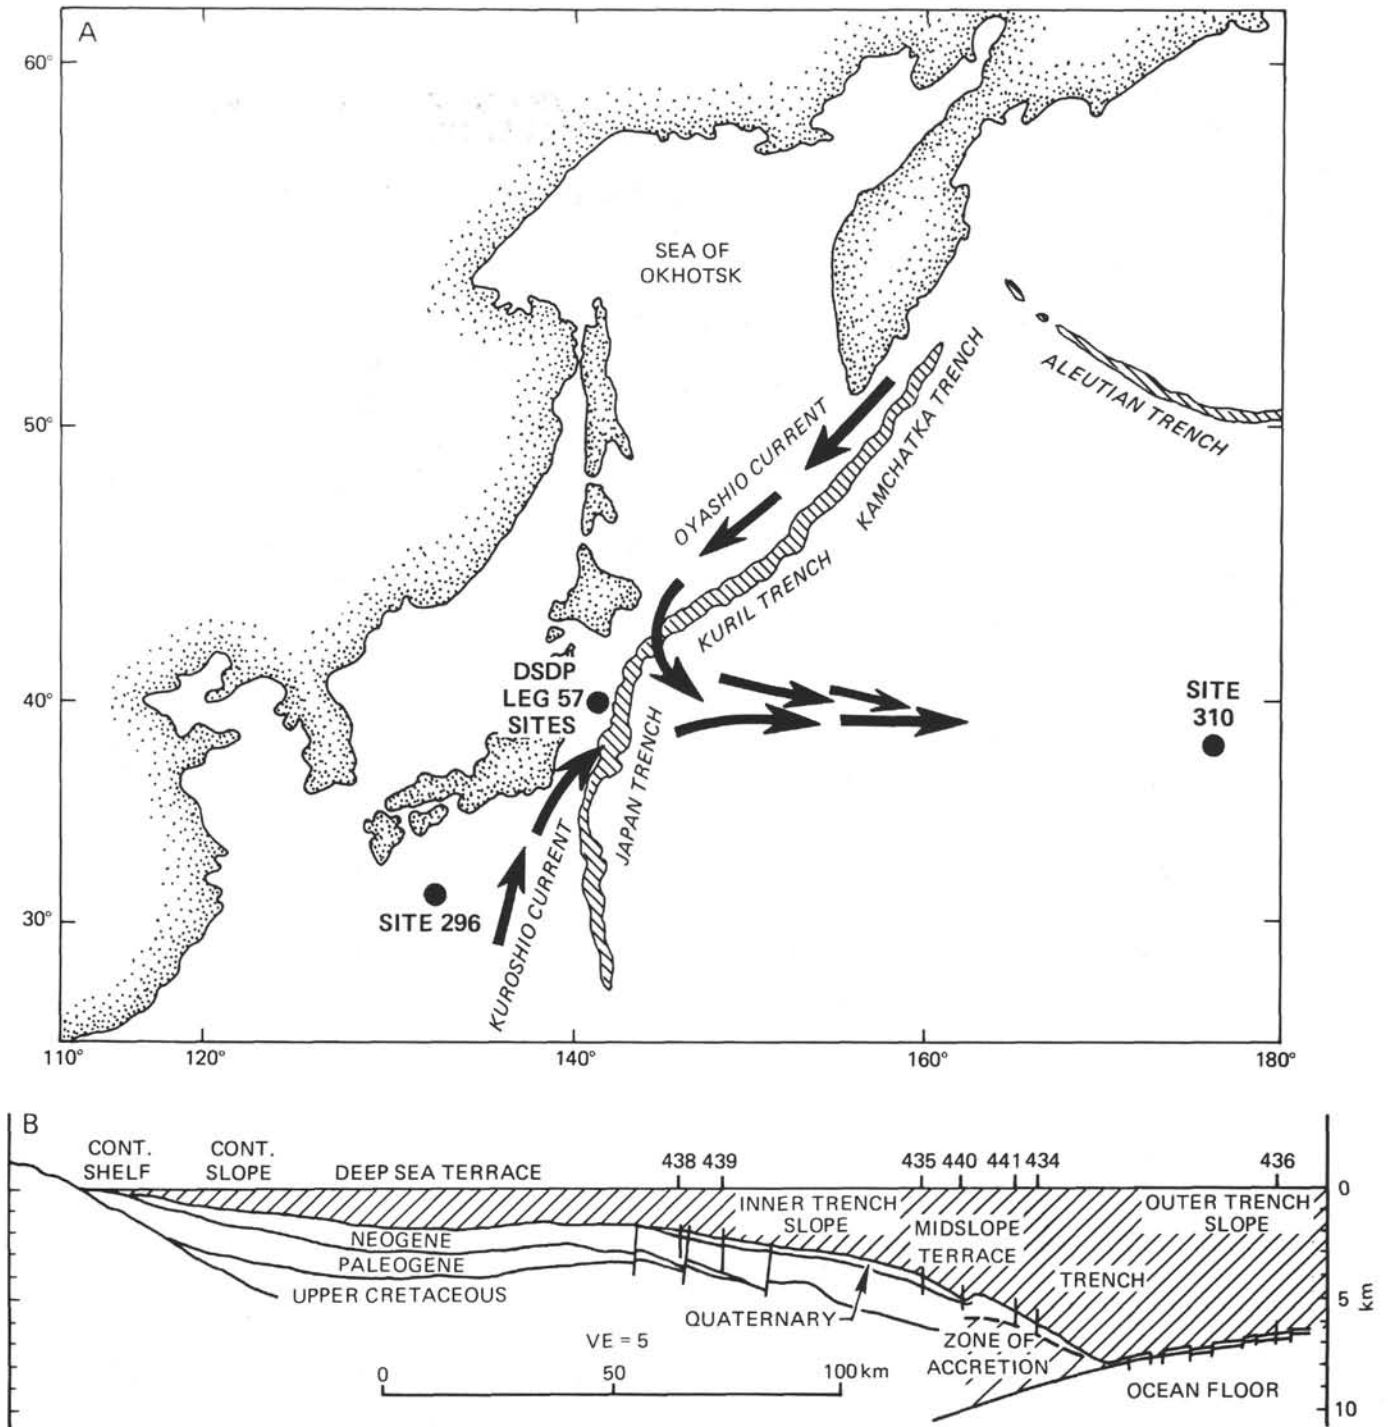 A
60°
50°
40°
30°
110°
120°
140°
160°
180°
SEA OF
OKHOTSK
OYASHIO CURRENT
KAMCHATKA TRENCH
ALEUTIAN TRENCH
KURIL TRENCH
DSDP
LEG 57
SITES
JAPAN TRENCH
SITE
310
KUROSHIO CURRENT
SITE 296
B
CONT.
SHELF
CONT.
SLOPE
DEEP SEA TERRACE
438 439
435 440 441 434
436
0
INNER TRENCH
SLOPE
MIDSLOPE
TERRACE
OUTER TRENCH
SLOPE
NEOGENE
PALEOGENE
UPPER CRETACEOUS
TRENCH
QUATERNARY
5
km
VE = 5
ZONE OF
ACCRETION
0 50 100 km
OCEAN FLOOR
10